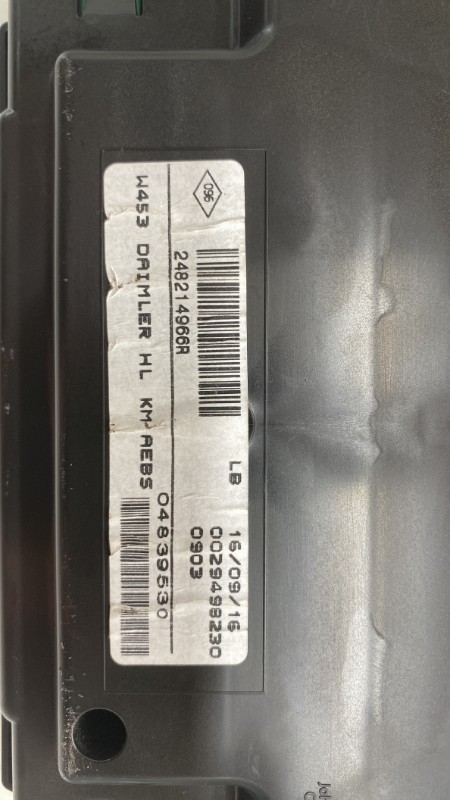 096
LB 16/09/16
0029498230
248214966R
0903
04839530
W453 DAIMLER HL KM AEBS